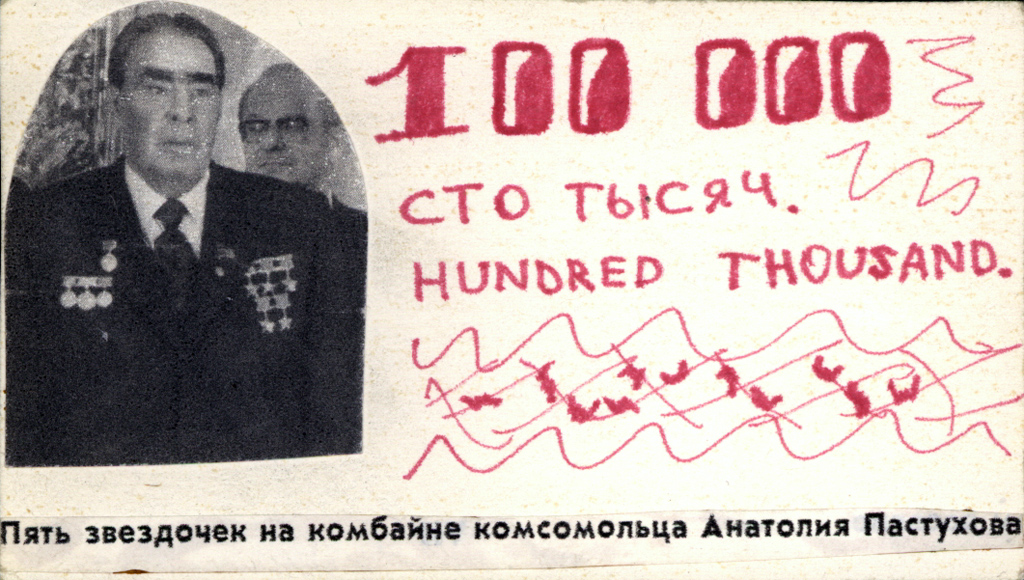 100 000
СТО ТЫСЯЧ.
HUNDRED THOUSAND.
Пять звездочек на комбайне комсомольца Анатолия Пастухова